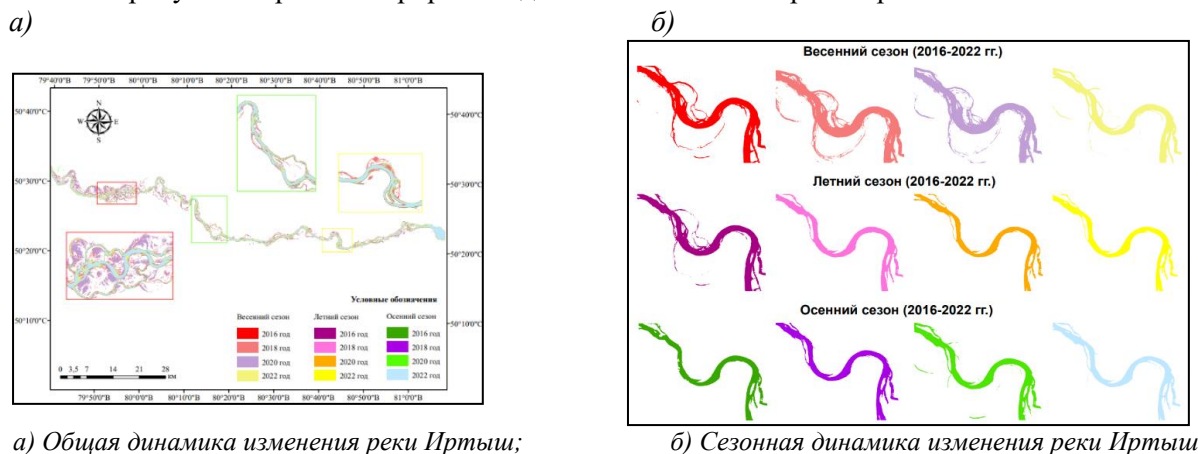 а)
б)
79°40'0"В 79°50'0"В 80°0'0"В 80°10'0"В 80°20'0"В 80°30'0"В 80°40'0"В 80°50'0"В 81°0'0"В
50°40'0"С
50°40'0"С
N
W E
S
50°30'0"С
50°30'0"С
50°20'0"С
50°20'0"С
50°10'0"С
50°10'0"С
Условные обозначения
Весенний сезон Летний сезон Осенний сезон
2016 год 2016 год 2016 год
2018 год 2018 год 2018 год
2020 год 2020 год 2020 год
2022 год 2022 год 2022 год
0 3,5 7 14 21 28
км
79°50'0"В 80°0'0"В 80°10'0"В 80°20'0"В 80°30'0"В 80°40'0"В 80°50'0"В 81°0'0"В
Весенний сезон (2016-2022 гг.)
Летний сезон (2016-2022 гг.)
Осенний сезон (2016-2022 гг.)
а) Общая динамика изменения реки Иртыш;
б) Сезонная динамика изменения реки Иртыш